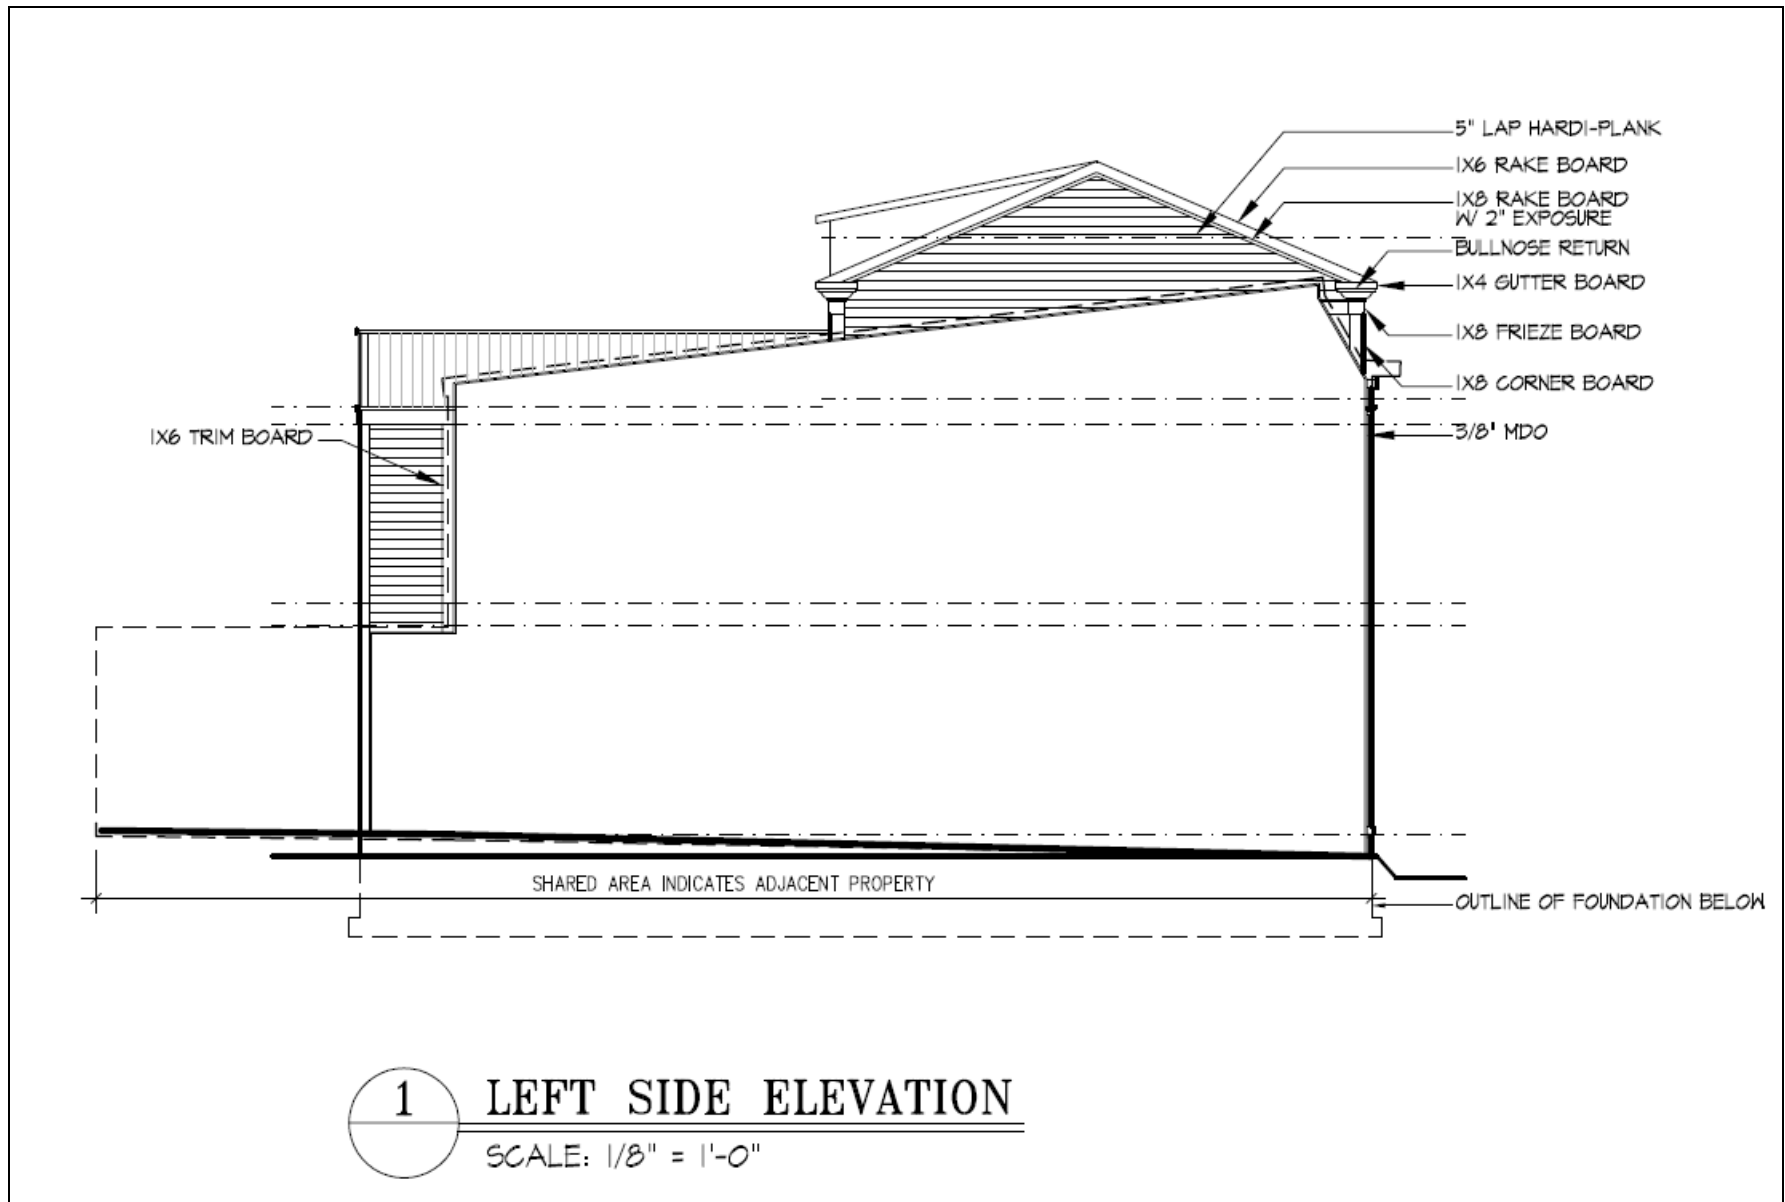 5" LAP HARDI-PLANK
1X6 RAKE BOARD
1X8 RAKE BOARD
W/ 2" EXPOSURE
BULLNOSE RETURN
1X4 GUTTER BOARD
1X8 FRIEZE BOARD
1X8 CORNER BOARD
3/8" MDO
1X6 TRIM BOARD
SHARED AREA INDICATES ADJACENT PROPERTY
OUTLINE OF FOUNDATION BELOW
1 LEFT SIDE ELEVATION
SCALE: 1/8" = 1'-0"